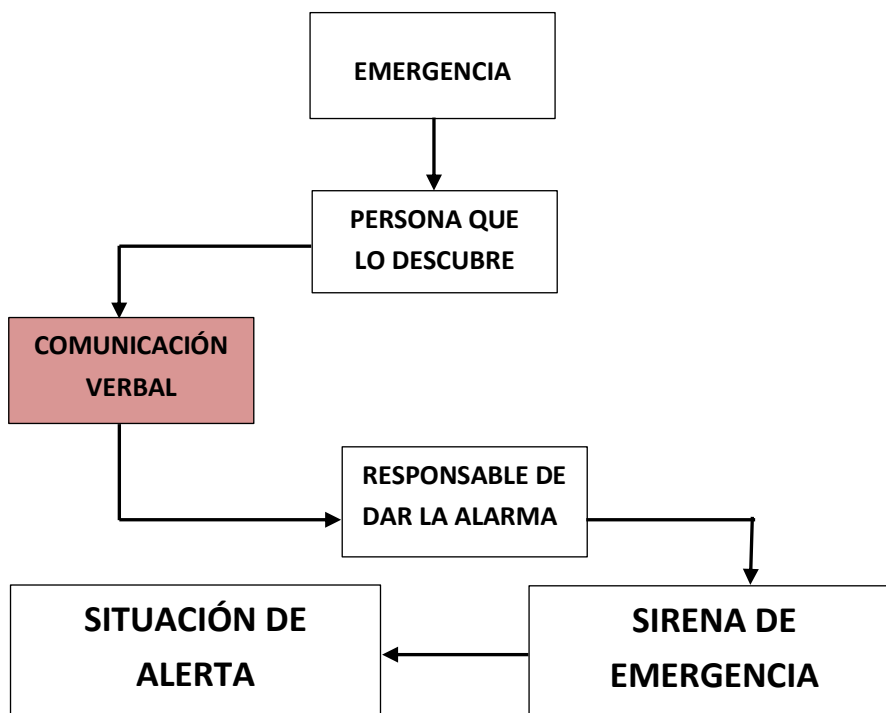 EMERGENCIA
PERSONA QUE
LO DESCUBRE
COMUNICACIÓN
VERBAL
RESPONSABLE DE
DAR LA ALARMA
SITUACIÓN DE
ALERTA
SIRENA DE
EMERGENCIA